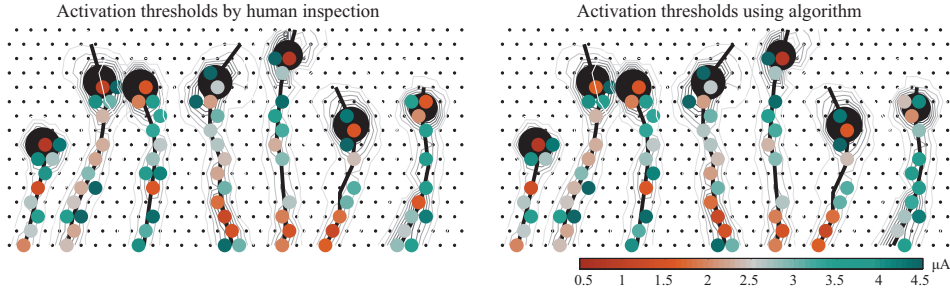 Activation thresholds by human inspection
Activation thresholds using algorithm
µA
0.5 1 1.5 2 2.5 3 3.5 4 4.5